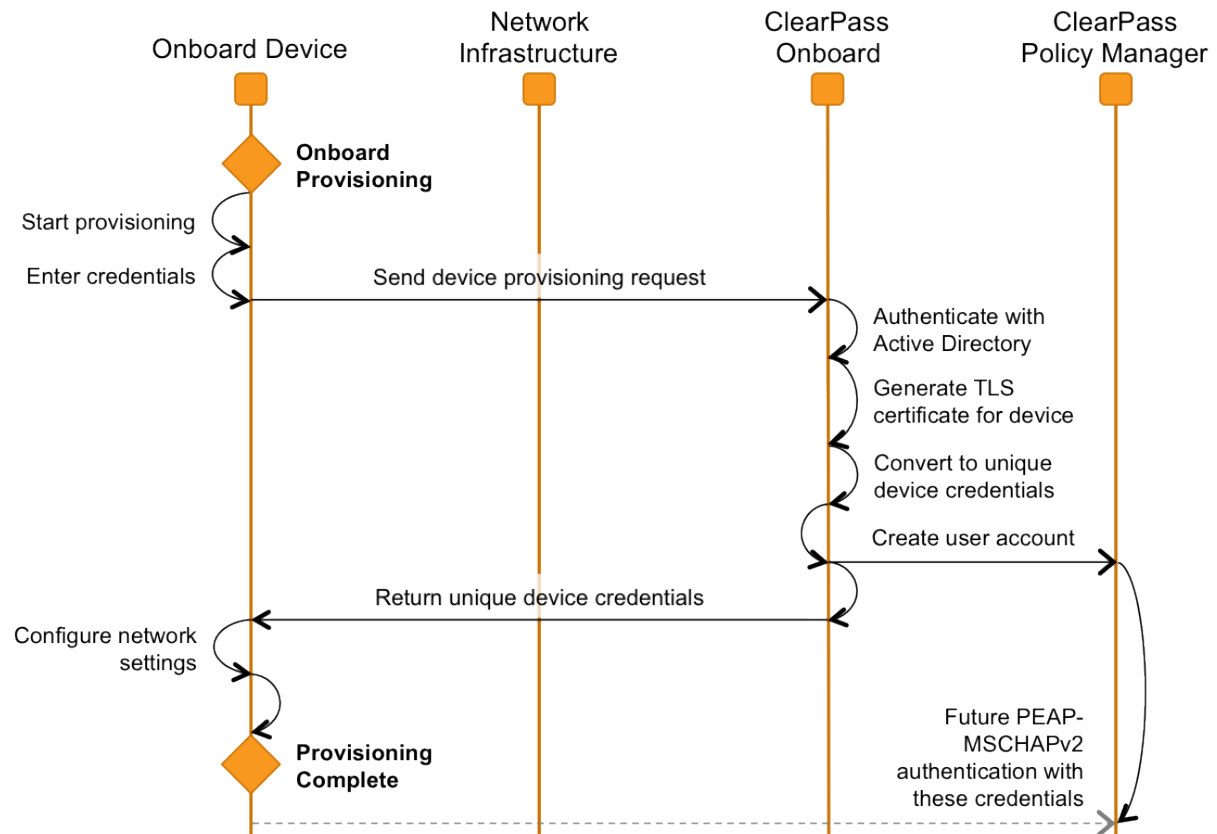 Onboard Device
Network
Infrastructure
ClearPass
Onboard
ClearPass
Policy Manager
Onboard
Provisioning
Start provisioning
Enter credentials
Send device provisioning request
Authenticate with
Active Directory
Generate TLS
certificate for device
Convert to unique
device credentials
Create user account
Return unique device credentials
Configure network
settings
Future PEAP-
MSCHAPv2
authentication with
these credentials
Provisioning
Complete